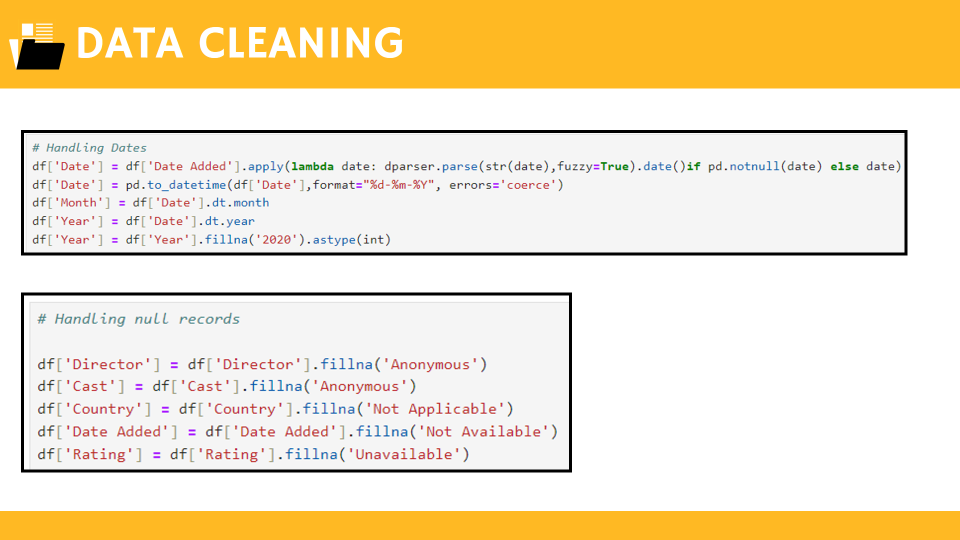 DATA CLEANING
# Handling Dates
df['Date'] = df['Date Added'].apply(lambda date: dparser.parse(str(date),fuzzy=True).date()if pd.notnull(date) else date)
df['Date'] = pd.to_datetime(df['Date'],format="%d-%m-%Y", errors='coerce')
df['Month'] = df['Date'].dt.month
df['Year'] = df['Date'].dt.year
df['Year'] = df['Year'].fillna('2020').astype(int)
# Handling null records
df['Director'] = df['Director'].fillna('Anonymous')
df['Cast'] = df['Cast'].fillna('Anonymous')
df['Country'] = df['Country'].fillna('Not Applicable')
df['Date Added'] = df['Date Added'].fillna('Not Available')
df['Rating'] = df['Rating'].fillna('Unavailable')